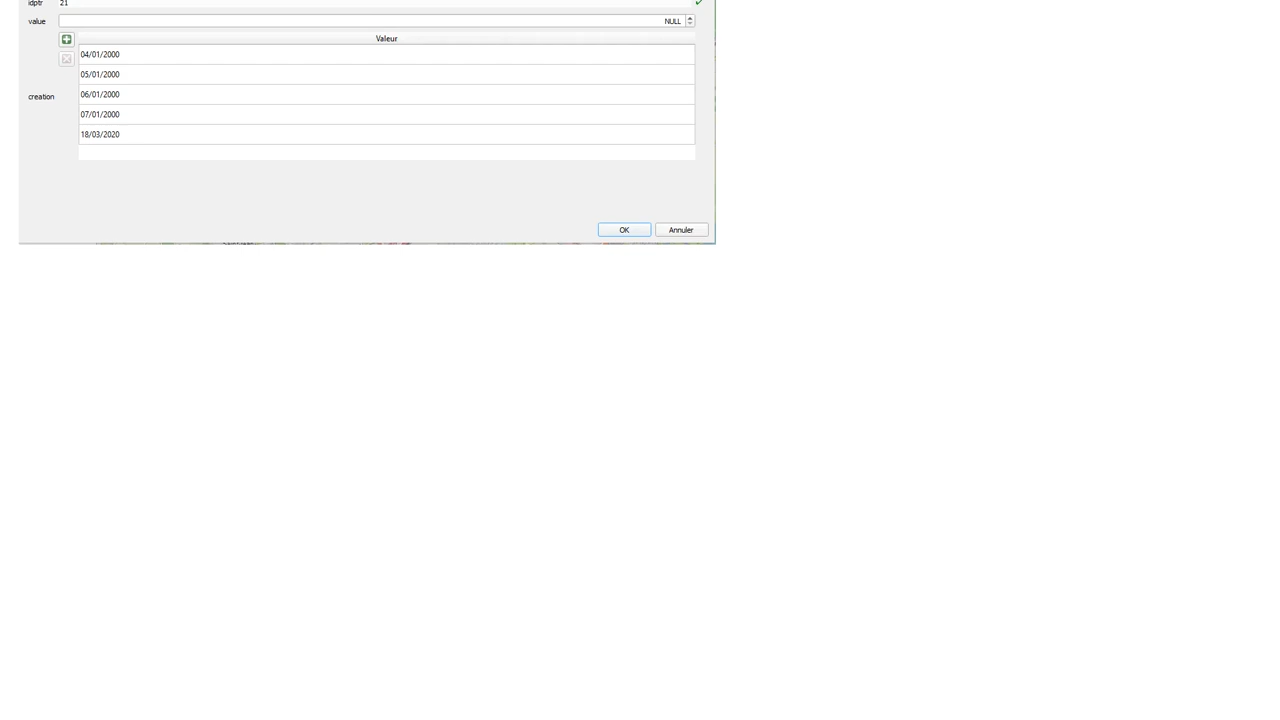 idptr 21
value NULL
Valeur
04/01/2000
05/01/2000
creation 06/01/2000
07/01/2000
18/03/2020
OK Annuler